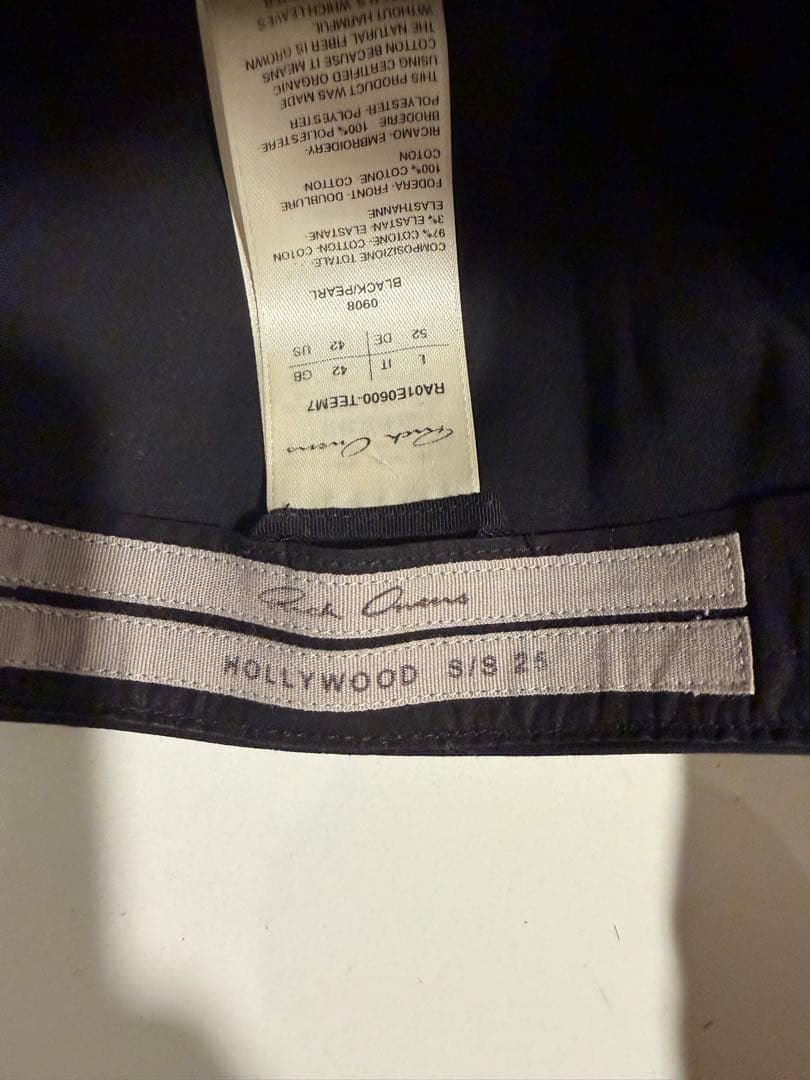 Rick Owens
RA01E0600-TEEM7
L IT 42 GB
52 DE 42 US
0908
BLACK/PEARL
COMPOSIZIONE TOTALE-
97% COTONE- COTTON- COTON
3% ELASTAN- ELASTANE-
ELASTHANNE
FODERA- FRONT- DOUBLURE
100% COTONE- COTTON-
COTON
RICAMO- EMBROIDERY-
BRODERIE 100% POLIESTERE-
POLYESTER- POLYESTER
THIS PRODUCT WAS MADE
USING CERTIFIED ORGANIC
COTTON BECAUSE IT MEANS
THE NATURAL FIBER IS GROWN
WITHOUT HARMFUL
WHICH LEAVES
Rick Owens
HOLLYWOOD S/S 25